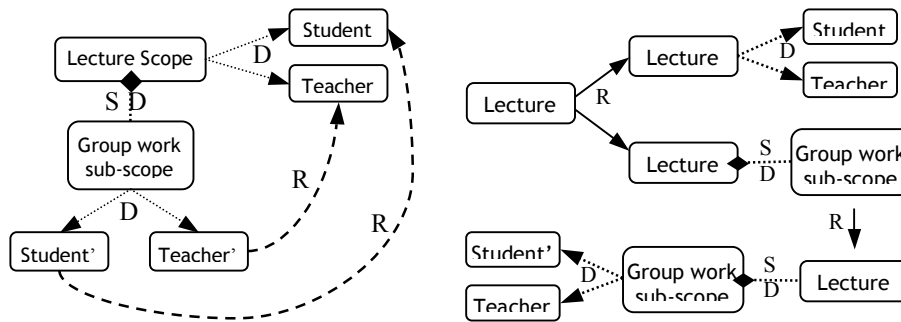 Lecture Scope
D
Student
Teacher
S D
Group work
sub-scope
D
Student’
Teacher’
R
R
Lecture
R
Lecture
D
Student
Teacher
Lecture
S
D
Group work
sub-scope
R
Student’
Teacher
D
Group work
sub-scope
S
D
Lecture